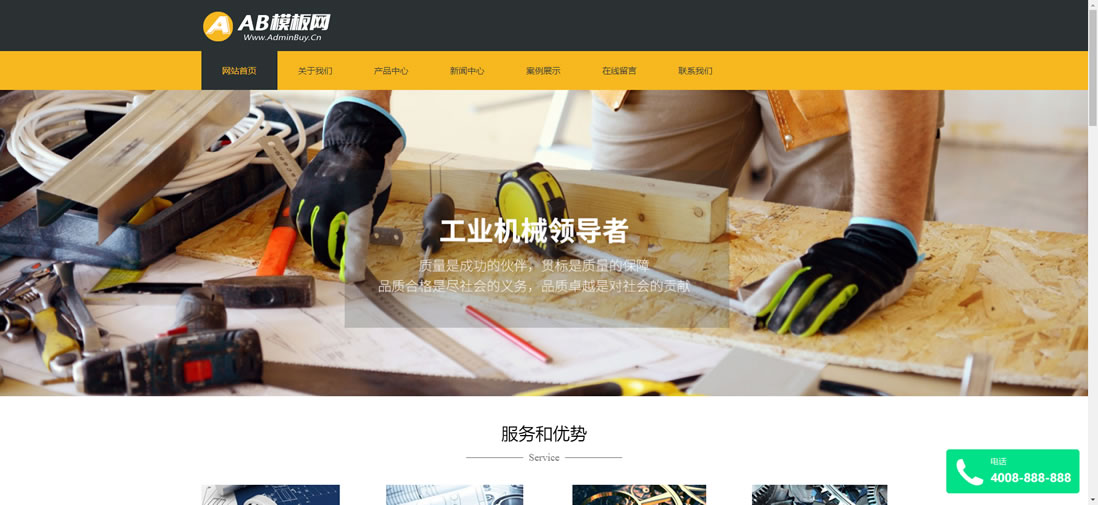 AB模板网
Www.AdminBuy.Cn
网站首页 关于我们 产品中心 新闻中心 案例展示 在线留言 联系我们
工业机械领导者
质量是成功的伙伴，贯标是质量的保障
品质合格是尽社会的义务，品质卓越是对社会的贡献
服务和优势
Service
电话
4008-888-888